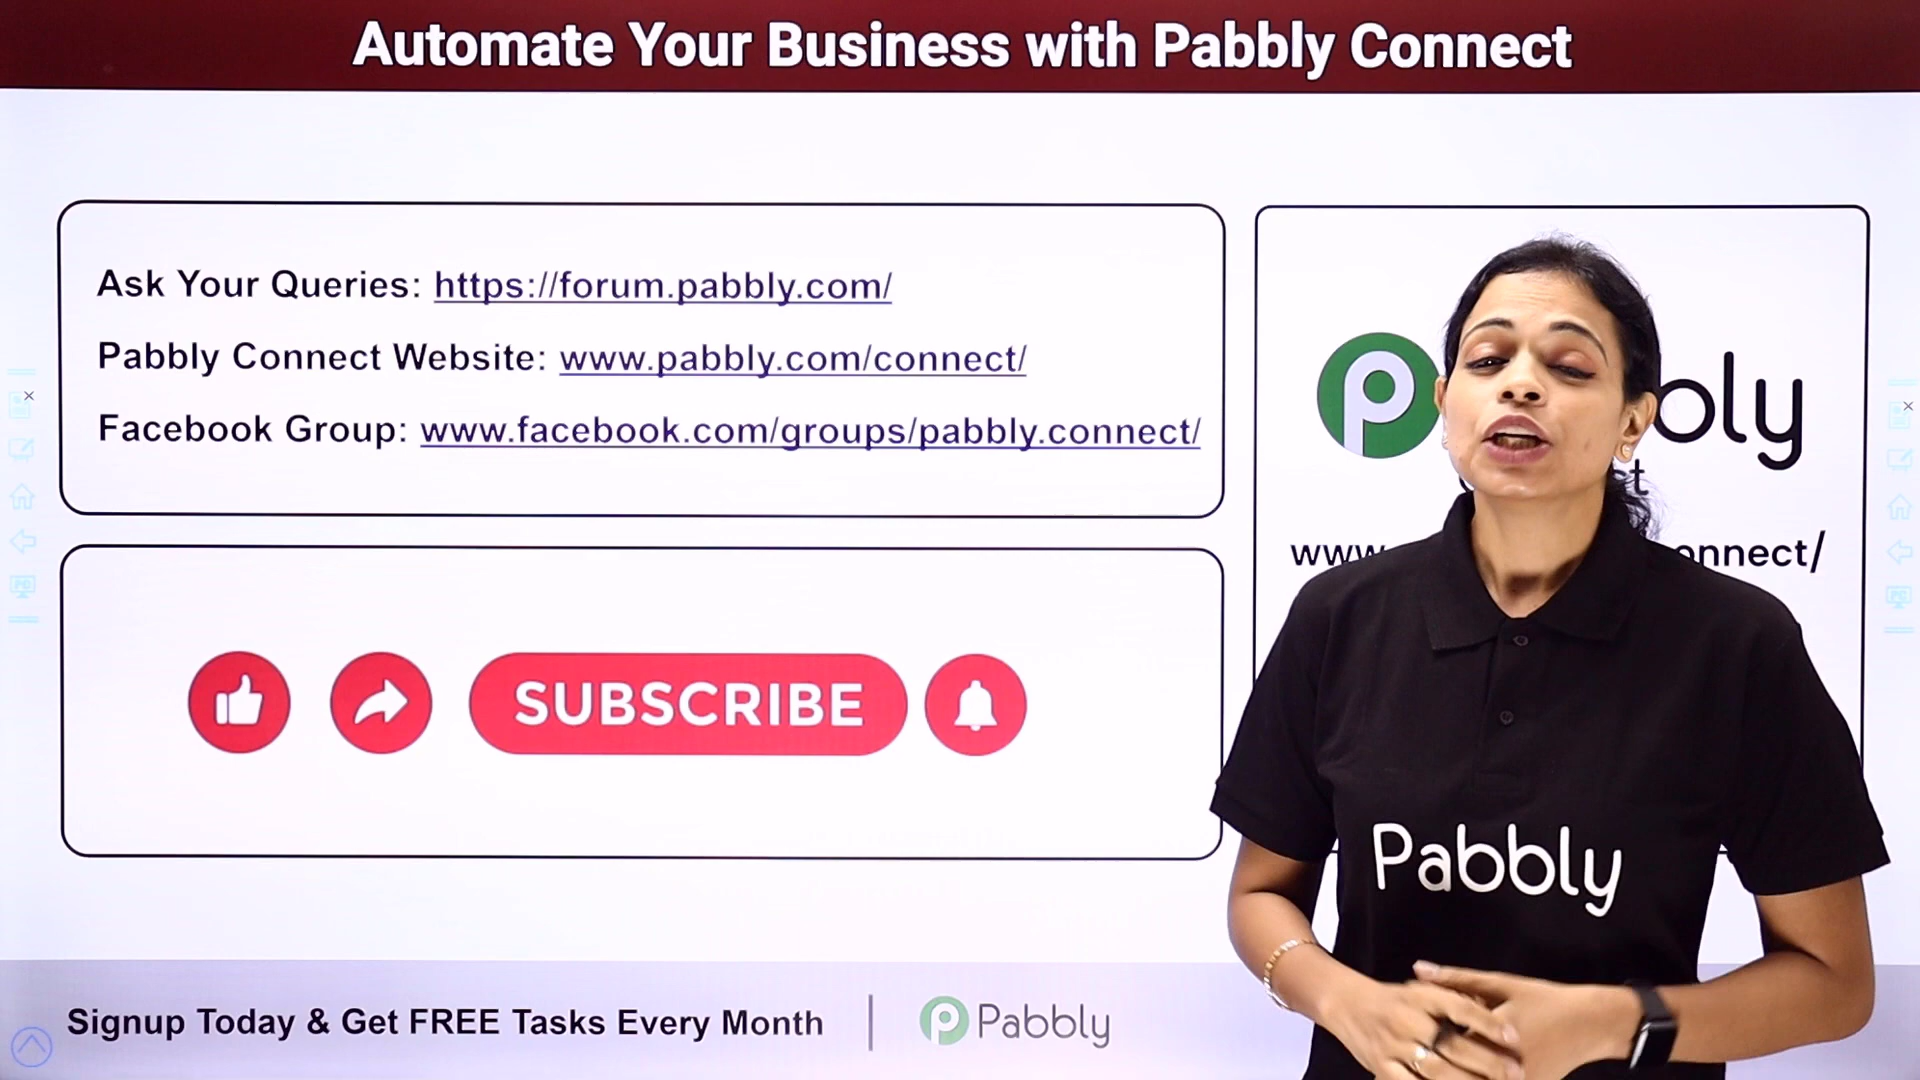 Automate Your Business with Pabbly Connect
Ask Your Queries: https://forum.pabbly.com/
Pabbly Connect Website: www.pabbly.com/connect/
Facebook Group: www.facebook.com/groups/pabbly.connect/
SUBSCRIBE
Pabbly
Signup Today & Get FREE Tasks Every Month
Pabbly